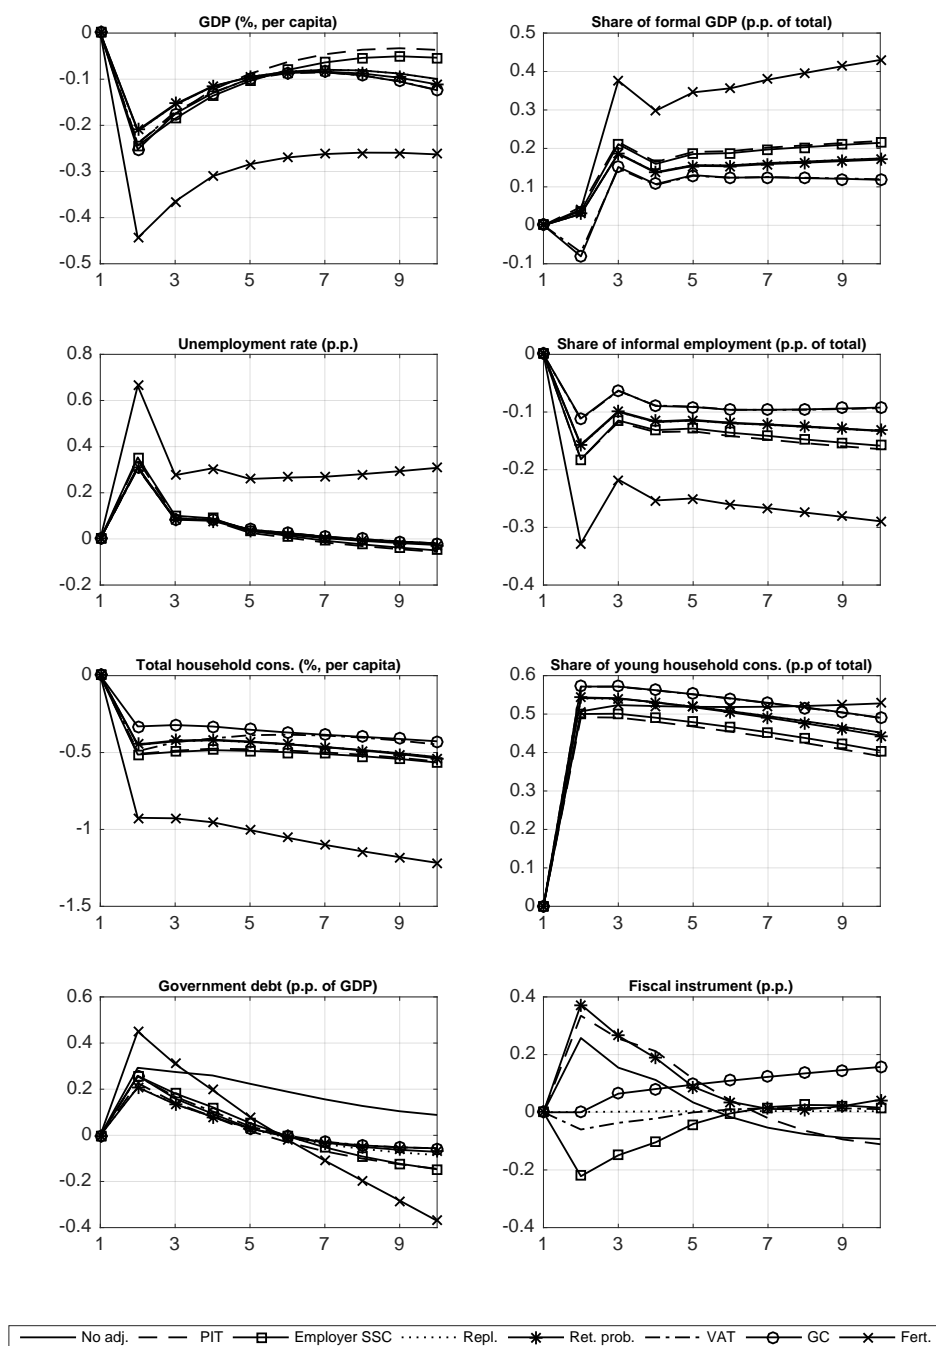 GDP (%, per capita)
0
-0.1
-0.2
-0.3
-0.4
-0.5
1 3 5 7 9
Share of formal GDP (p.p. of total)
0.5
0.4
0.3
0.2
0.1
0
-0.1
1 3 5 7 9
Unemployment rate (p.p.)
0.8
0.6
0.4
0.2
0
-0.2
1 3 5 7 9
Share of informal employment (p.p. of total)
0
-0.1
-0.2
-0.3
-0.4
1 3 5 7 9
Total household cons. (%, per capita)
0
-0.5
-1
-1.5
1 3 5 7 9
Share of young household cons. (p.p of total)
0.6
0.5
0.4
0.3
0.2
0.1
0
1 3 5 7 9
Government debt (p.p. of GDP)
0.6
0.4
0.2
0
-0.2
-0.4
1 3 5 7 9
Fiscal instrument (p.p.)
0.4
0.2
0
-0.2
-0.4
1 3 5 7 9
No adj. PIT Employer SSC Repl. Ret. prob. VAT GC Fert.